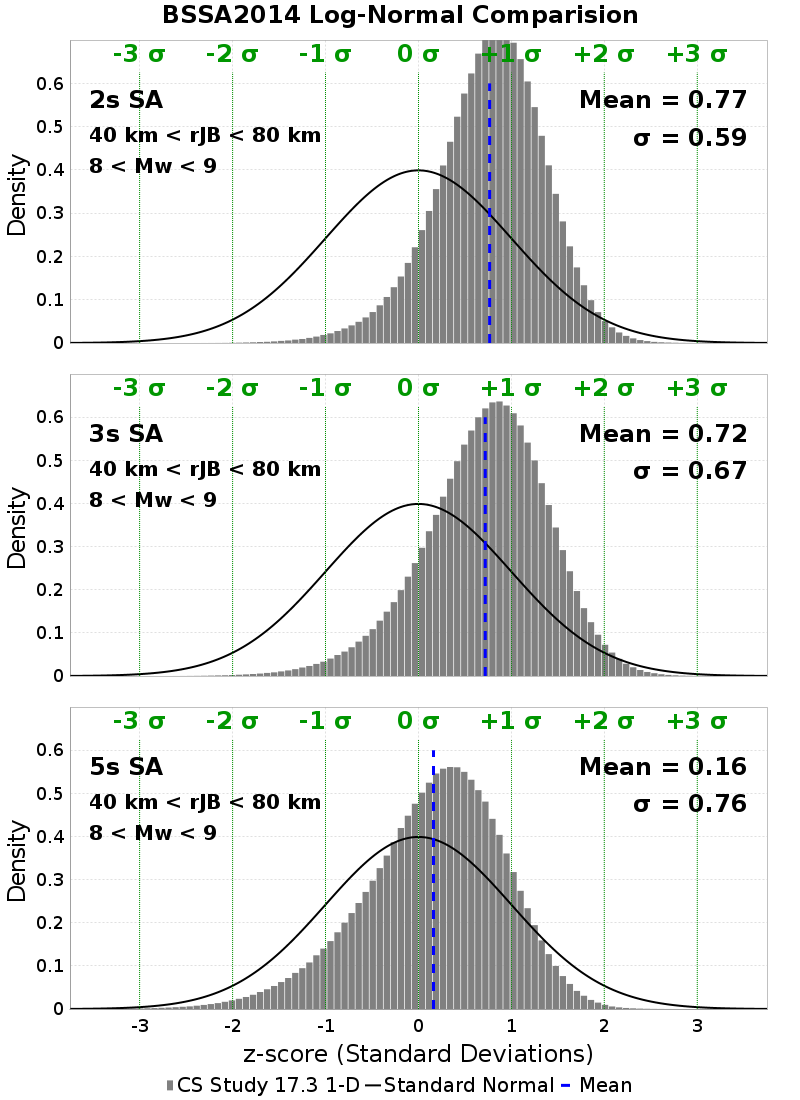 BSSA2014 Log-Normal Comparision
-3 σ -2 σ -1 σ 0 σ +1 σ +2 σ +3 σ
2s SA
40 km < rJB < 80 km
8 < Mw < 9
Mean = 0.77
σ = 0.59
Density
0.6
0.5
0.4
0.3
0.2
0.1
0
-3 σ -2 σ -1 σ 0 σ +1 σ +2 σ +3 σ
3s SA
40 km < rJB < 80 km
8 < Mw < 9
Mean = 0.72
σ = 0.67
Density
0.6
0.5
0.4
0.3
0.2
0.1
0
-3 σ -2 σ -1 σ 0 σ +1 σ +2 σ +3 σ
5s SA
40 km < rJB < 80 km
8 < Mw < 9
Mean = 0.16
σ = 0.76
Density
0.6
0.5
0.4
0.3
0.2
0.1
0
-3 -2 -1 0 1 2 3
z-score (Standard Deviations)
CS Study 17.3 1-D Standard Normal Mean